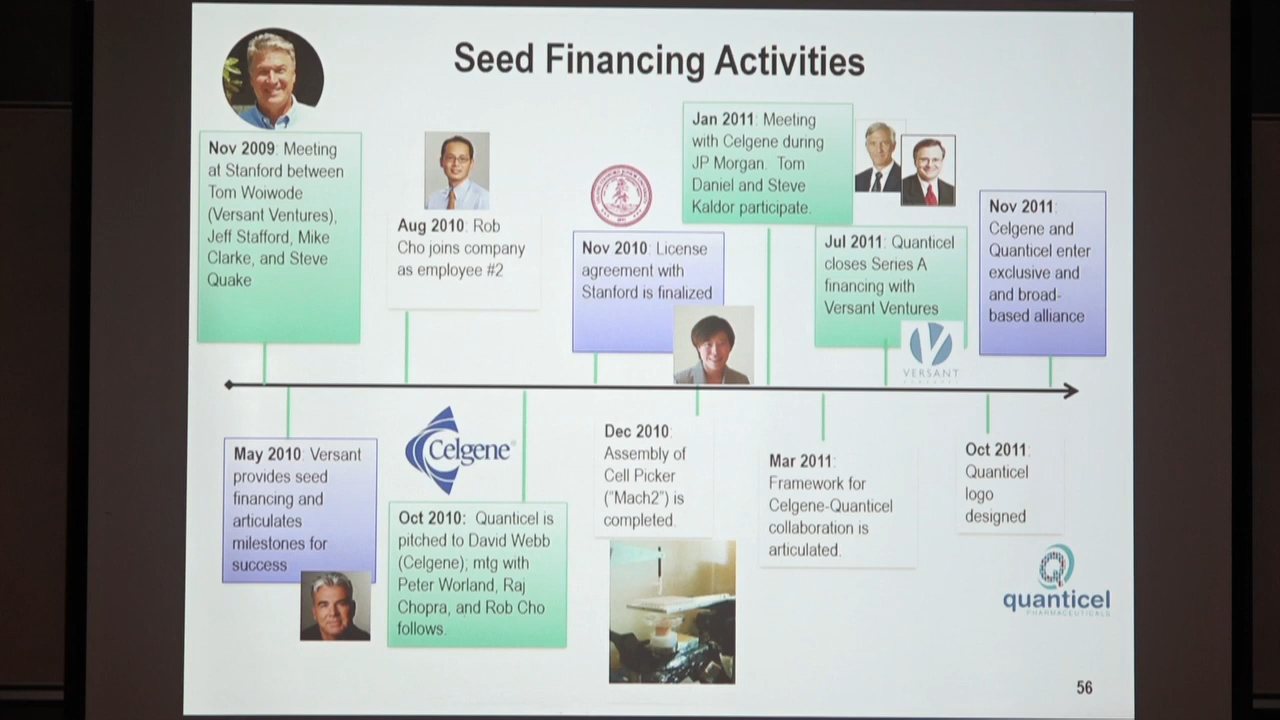 Seed Financing Activities
Nov 2009: Meeting
at Stanford between
Tom Woiwode
(Versant Ventures),
Jeff Stafford, Mike
Clarke, and Steve
Quake
Aug 2010: Rob
Cho joins company
as employee #2
Nov 2010: License
agreement with
Stanford is finalized
Jan 2011: Meeting
with Celgene during
JP Morgan. Tom
Daniel and Steve
Kaldor participate.
Jul 2011: Quanticel
closes Series A
financing with
Versant Ventures
VERSANT
Nov 2011:
Celgene and
Quanticel enter
exclusive and
and broad-
based alliance
May 2010: Versant
provides seed
financing and
articulates
milestones for
success
Celgene
Oct 2010: Quanticel is
pitched to David Webb
(Celgene); mtg with
Peter Worland, Raj
Chopra, and Rob Cho
follows.
Dec 2010:
Assembly of
Cell Picker
("Mach2") is
completed.
Mar 2011:
Framework for
Celgene-Quanticel
collaboration is
articulated.
Oct 2011:
Quanticel
logo
designed
quanticel
PHARMACEUTICALS
56